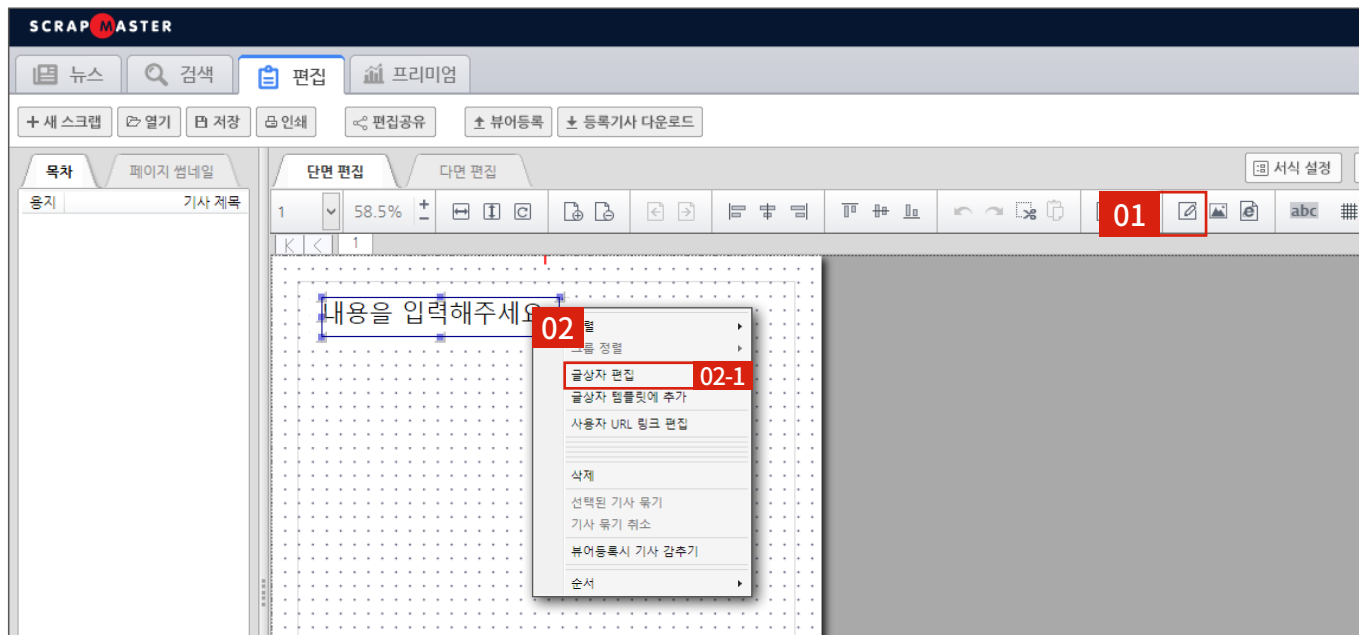 SCRAPMASTER
뉴스 검색 편집 프리미엄
새 스크랩 열기 저장 인쇄 편집공유 뷰어등록 등록기사 다운로드
목차 페이지 썸네일 단면 편집 다면 편집 서식 설정
용지 기사 제목
1 58.5% 01 abc
1
내용을 입력해주세요
02
그룹 정렬
글상자 편집 02-1
글상자 템플릿에 추가
사용자 URL 링크 편집
삭제
선택된 기사 묶기
기사 묶기 취소
뷰어등록시 기사 감추기
순서